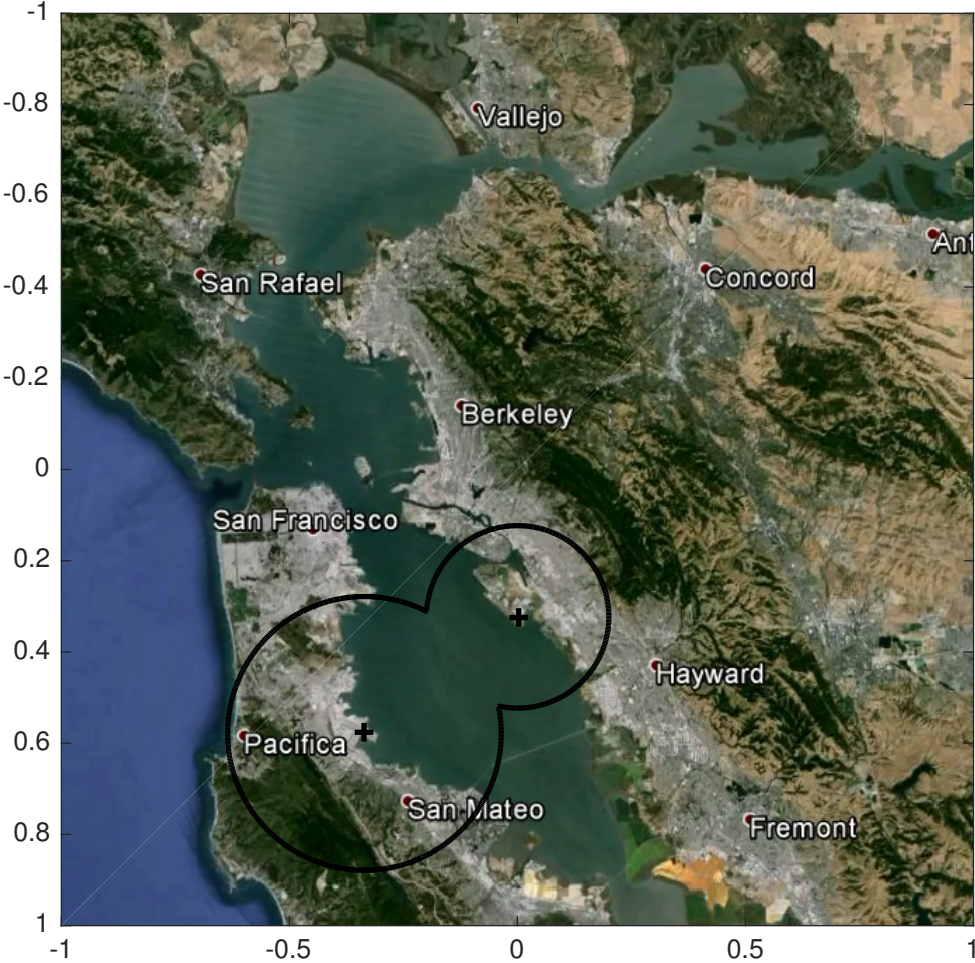 -1
-0.8
Vallejo
-0.6
Ant
-0.4
San Rafael
Concord
-0.2
Berkeley
0
San Francisco
0.2
0.4
Hayward
0.6
Pacifica
San Mateo
0.8
Fremont
1
-1
-0.5
0
0.5
1